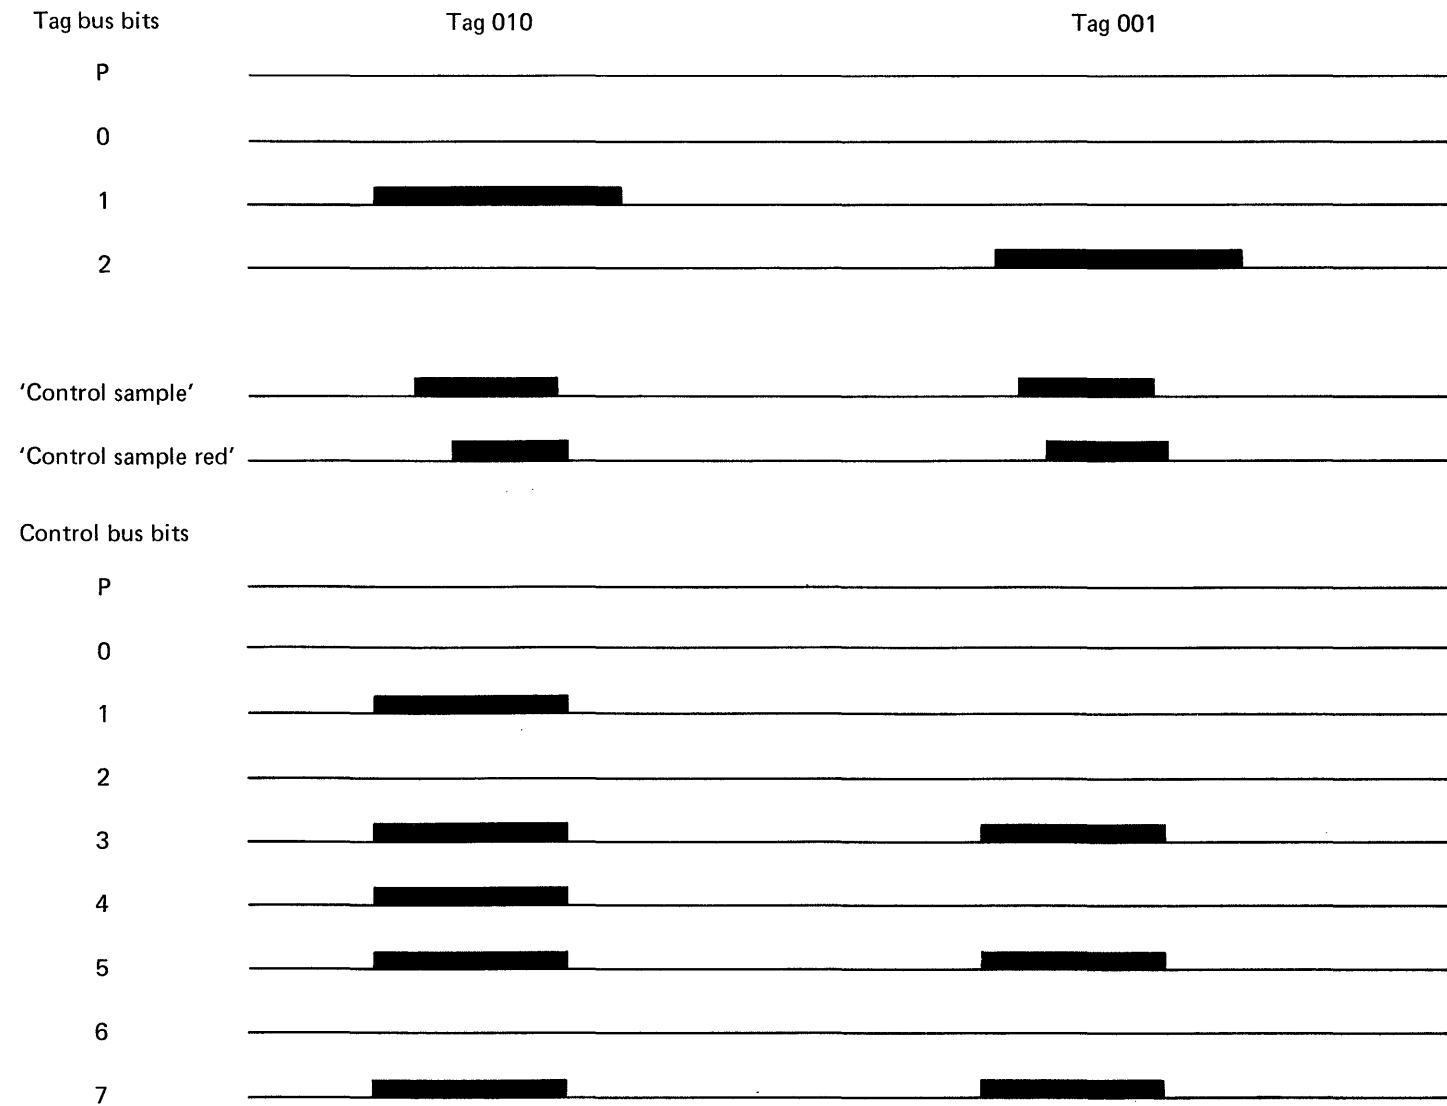 Tag bus bits Tag 010 Tag 001
P
0
1
2
'Control sample'
'Control sample red'
Control bus bits
P
0
1
2
3
4
5
6
7